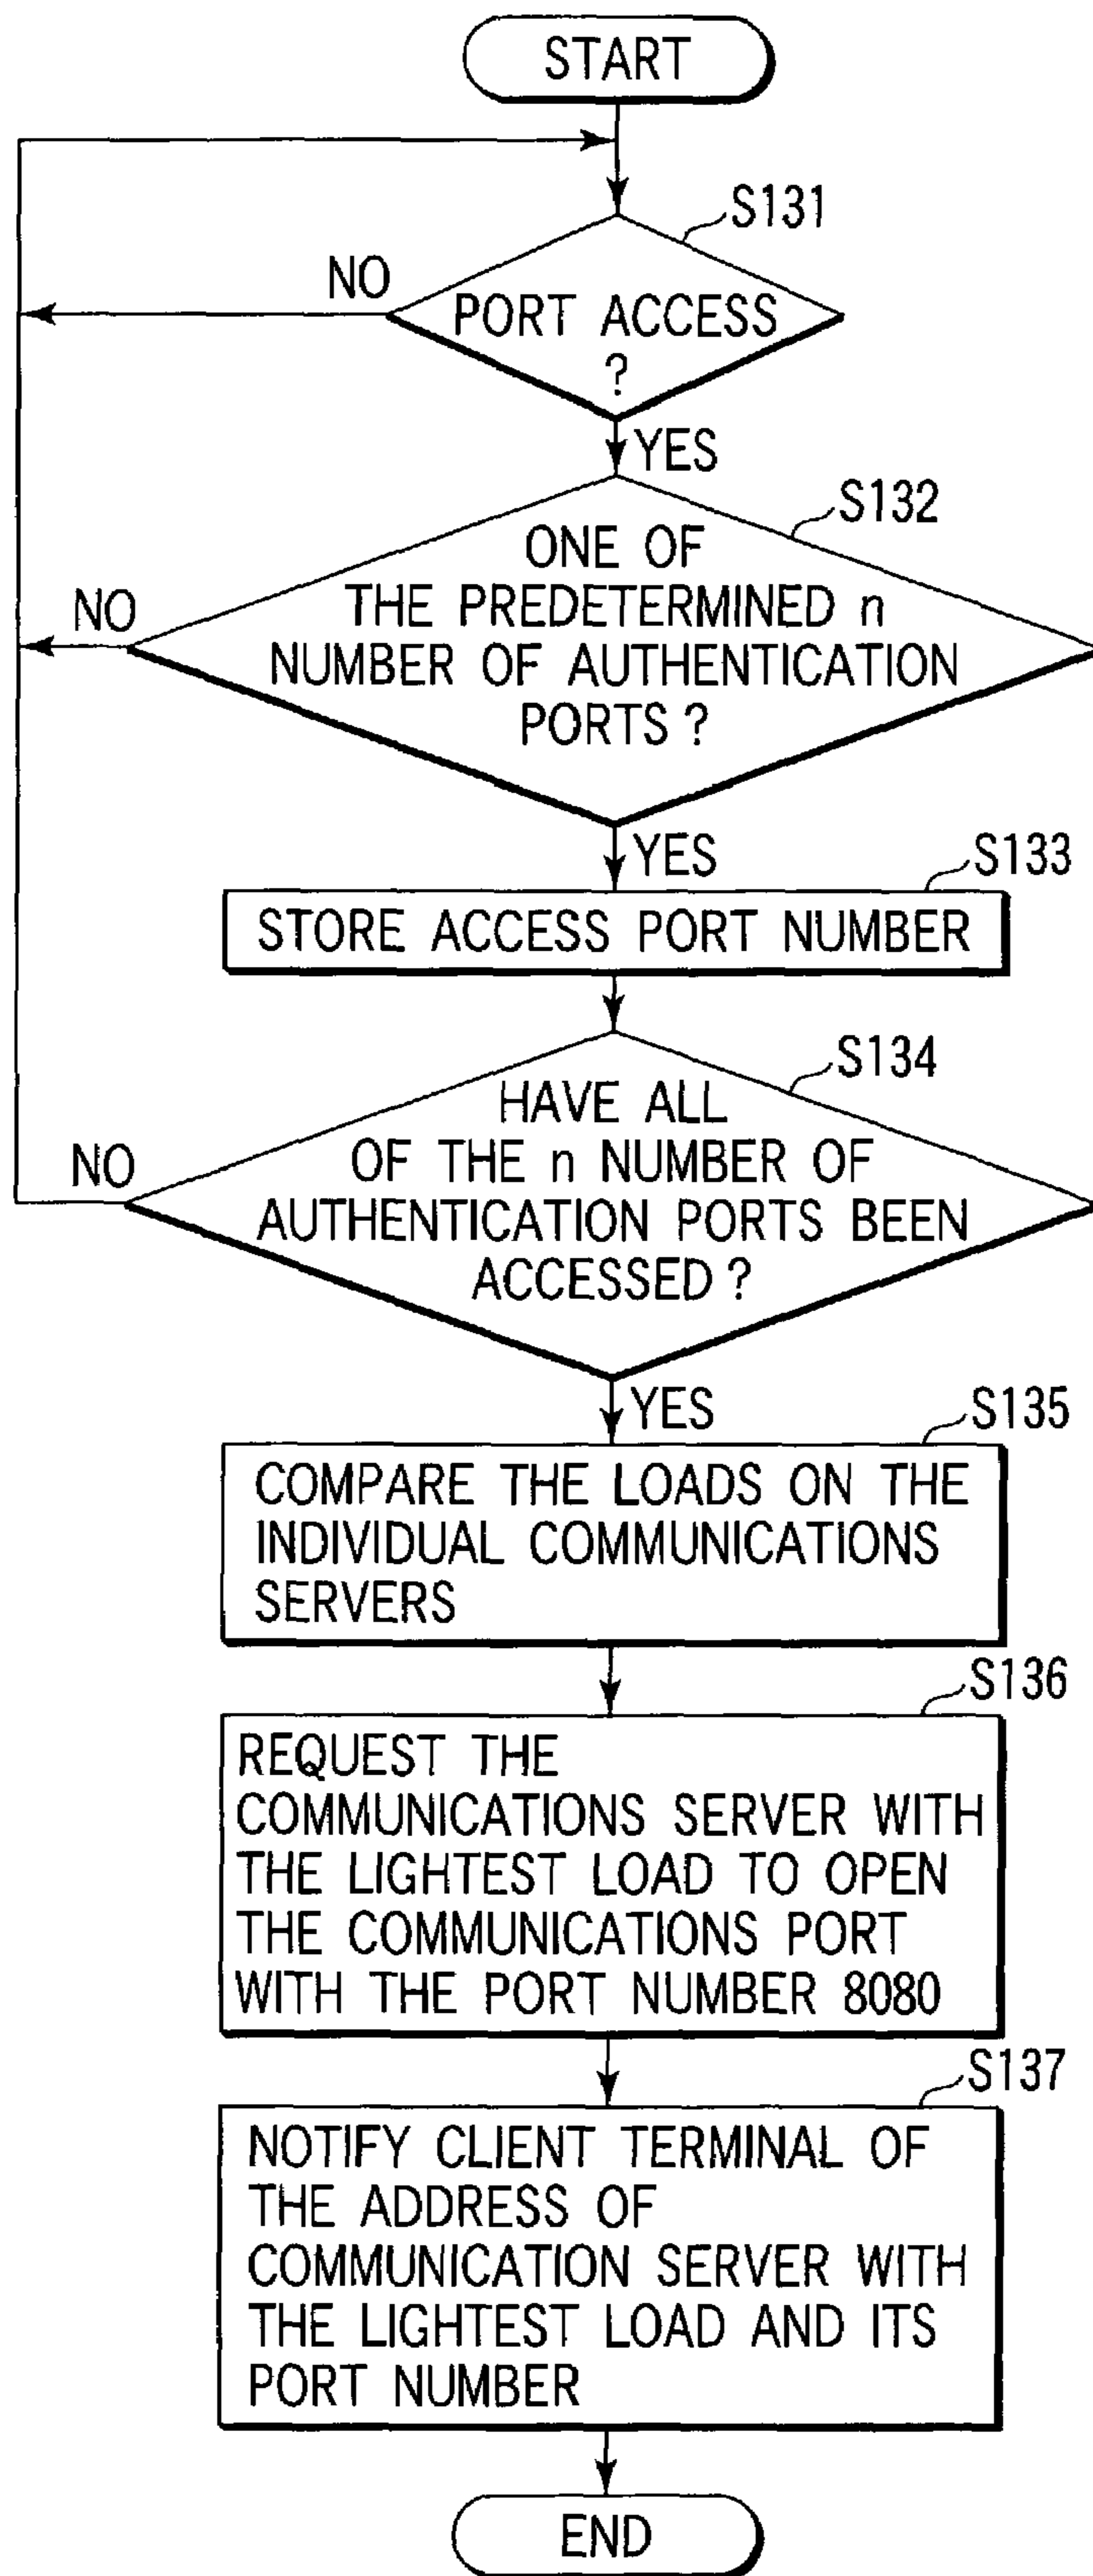 START
S131
NO
PORT ACCESS
?
YES
S132
ONE OF
THE PREDETERMINED n
NUMBER OF AUTHENTICATION
PORTS ?
NO
YES
S133
STORE ACCESS PORT NUMBER
S134
HAVE ALL
OF THE n NUMBER OF
AUTHENTICATION PORTS BEEN
ACCESSED ?
NO
YES
S135
COMPARE THE LOADS ON THE
INDIVIDUAL COMMUNICATIONS
SERVERS
S136
REQUEST THE
COMMUNICATIONS SERVER WITH
THE LIGHTEST LOAD TO OPEN
THE COMMUNICATIONS PORT
WITH THE PORT NUMBER 8080
S137
NOTIFY CLIENT TERMINAL OF
THE ADDRESS OF
COMMUNICATION SERVER WITH
THE LIGHTEST LOAD AND ITS
PORT NUMBER
END